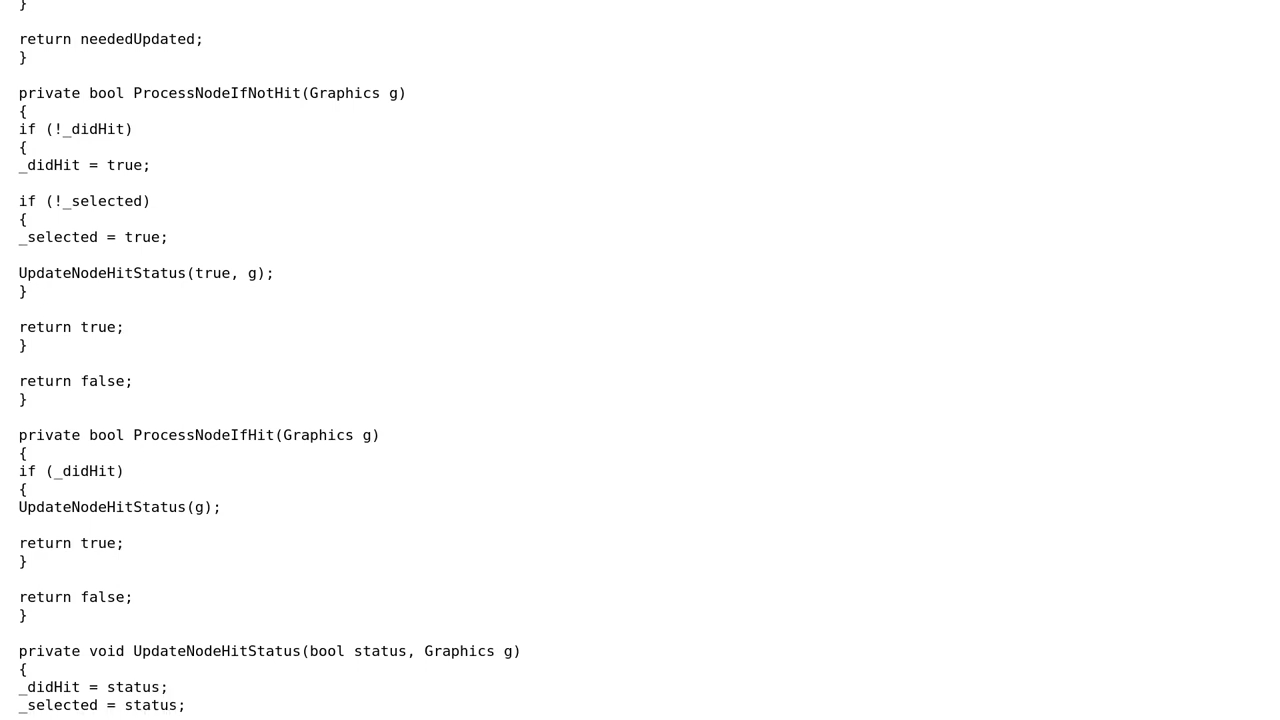 }
return neededUpdated;
}
private bool ProcessNodeIfNotHit(Graphics g)
{
if (!_didHit)
{
_didHit = true;
if (!_selected)
{
_selected = true;
UpdateNodeHitStatus(true, g);
}
return true;
}
return false;
}
private bool ProcessNodeIfHit(Graphics g)
{
if (_didHit)
{
UpdateNodeHitStatus(g);
return true;
}
return false;
}
private void UpdateNodeHitStatus(bool status, Graphics g)
{
_didHit = status;
_selected = status;